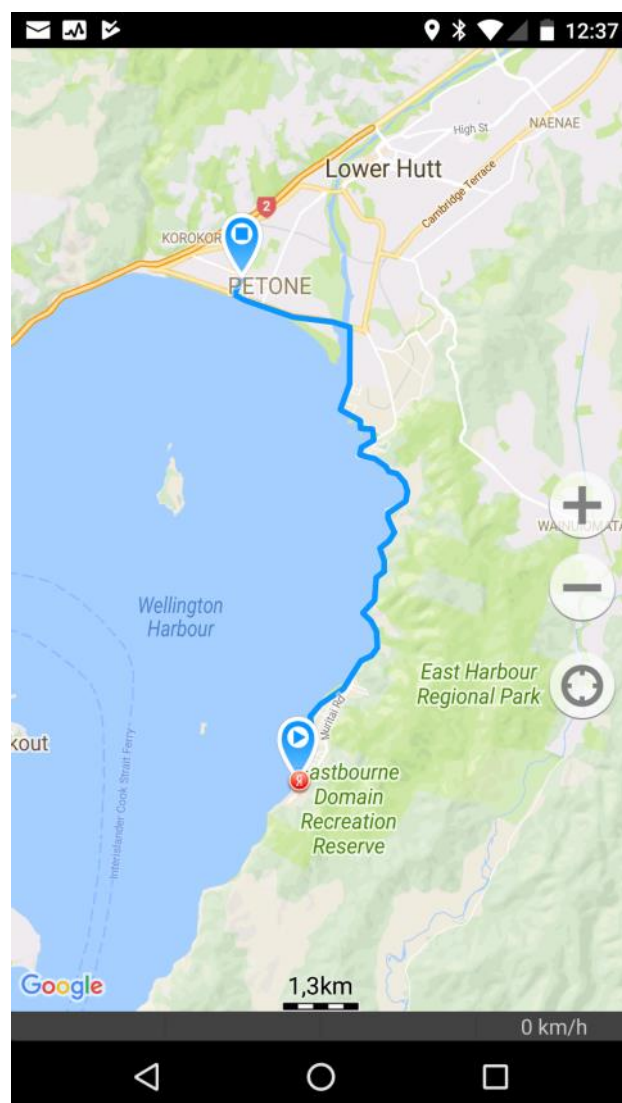 12:37
High St
NAENAE
Lower Hutt
Cambridge Terrace
2
KOROKOR
PETONE
WAINUIOMATA
Wellington
Harbour
East Harbour
Regional Park
Muritai Rd
kout
Interislander Cook Strait Ferry
astbourne
Domain
Recreation
Reserve
Google
1,3km
0 km/h